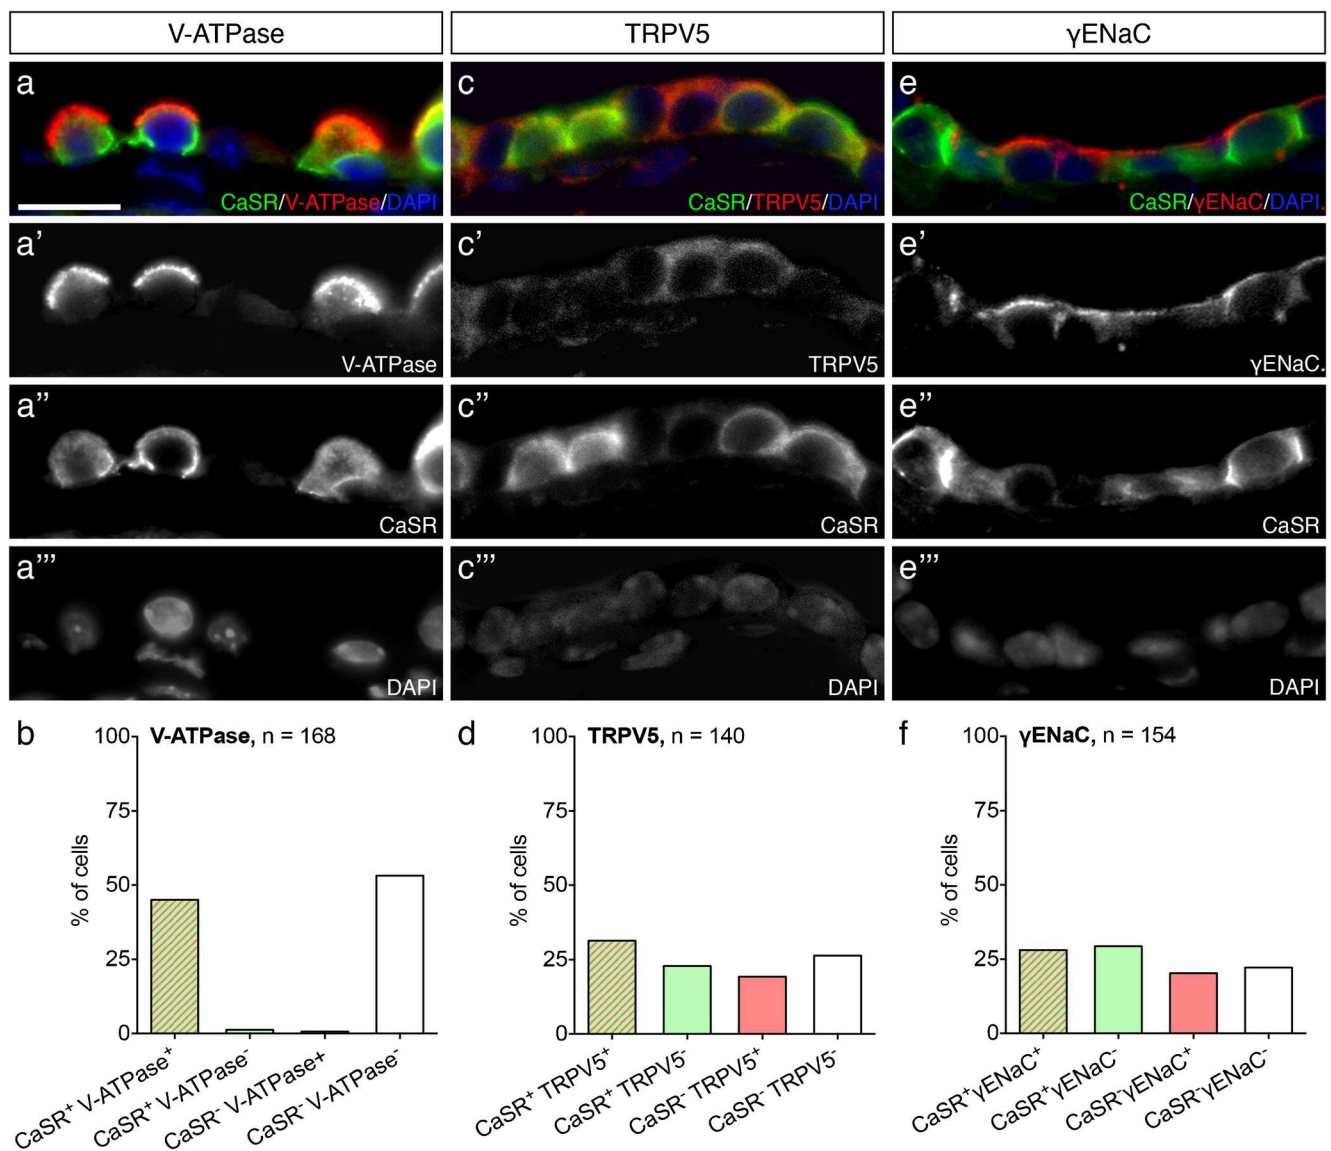 V-ATPase
TRPV5
γENaC
a
CaSR/V-ATPase/DAPI
c
CaSR/TRPV5/DAPI
e
CaSR/γENaC/DAPI.
a’
V-ATPase
c’
TRPV5
e’
γENaC.
a’’
CaSR
c’’
CaSR
e’’
CaSR
a’’’
DAPI
c’’’
DAPI
e’’’
DAPI
b
V-ATPase, n = 168
% of cells
100
75
50
25
0
CaSR⁺ V-ATPase⁺
CaSR⁺ V-ATPase⁻
CaSR⁻ V-ATPase+
CaSR⁻ V-ATPase⁻
d
TRPV5, n = 140
% of cells
100
75
50
25
0
CaSR⁺ TRPV5⁺
CaSR⁺ TRPV5⁻
CaSR⁻ TRPV5⁺
CaSR⁻ TRPV5⁻
f
γENaC, n = 154
% of cells
100
75
50
25
0
CaSR⁺γENaC⁺
CaSR⁺γENaC⁻
CaSR⁻γENaC⁺
CaSR⁻γENaC⁻